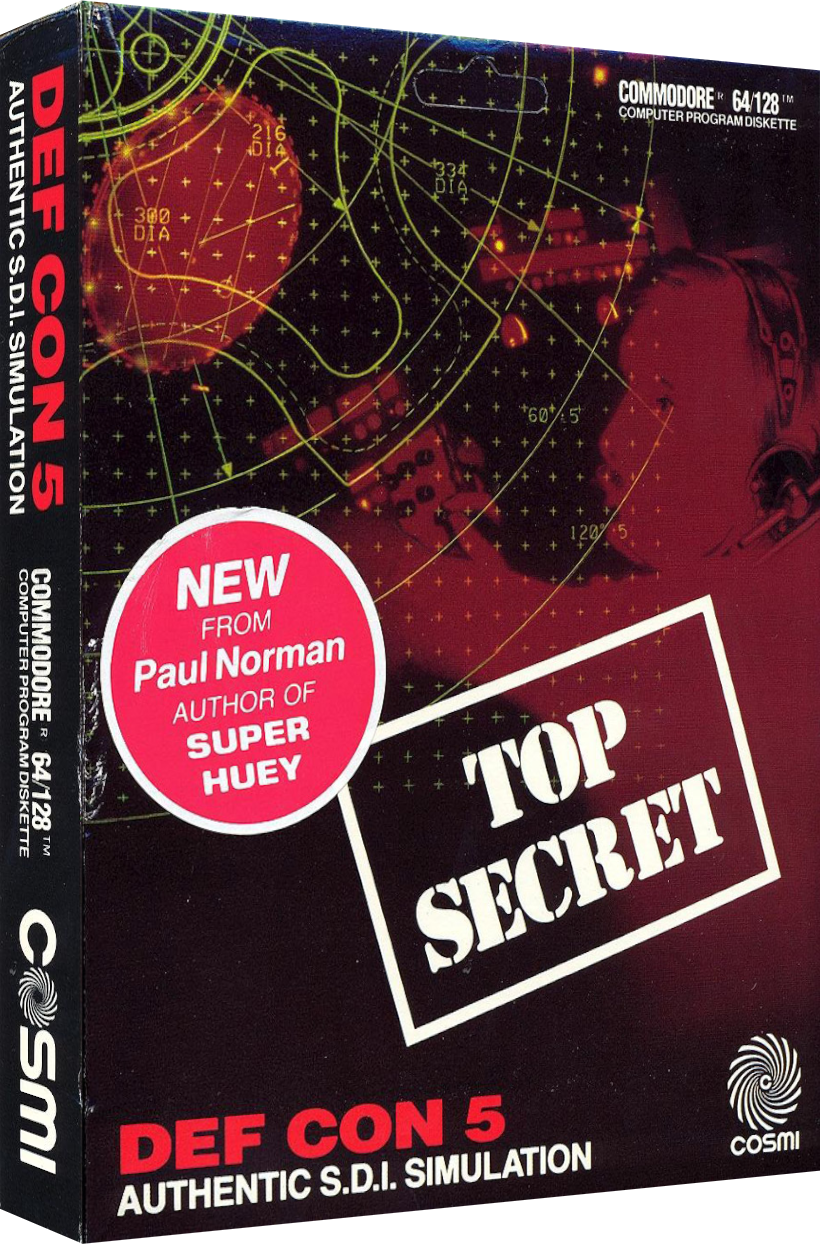 DEF CON 5
AUTHENTIC S.D.I. SIMULATION
COMMODORE R 64/128 TM
COMPUTER PROGRAM DISKETTE
COSMI
COMMODORE R 64/128 TM
COMPUTER PROGRAM DISKETTE
216
DIA
334
DIA
300
DIA
60° 5
120° 5
NEW
FROM
Paul Norman
AUTHOR OF
SUPER
HUEY
TOP
SECRET
C
COSMI
DEF CON 5
AUTHENTIC S.D.I. SIMULATION